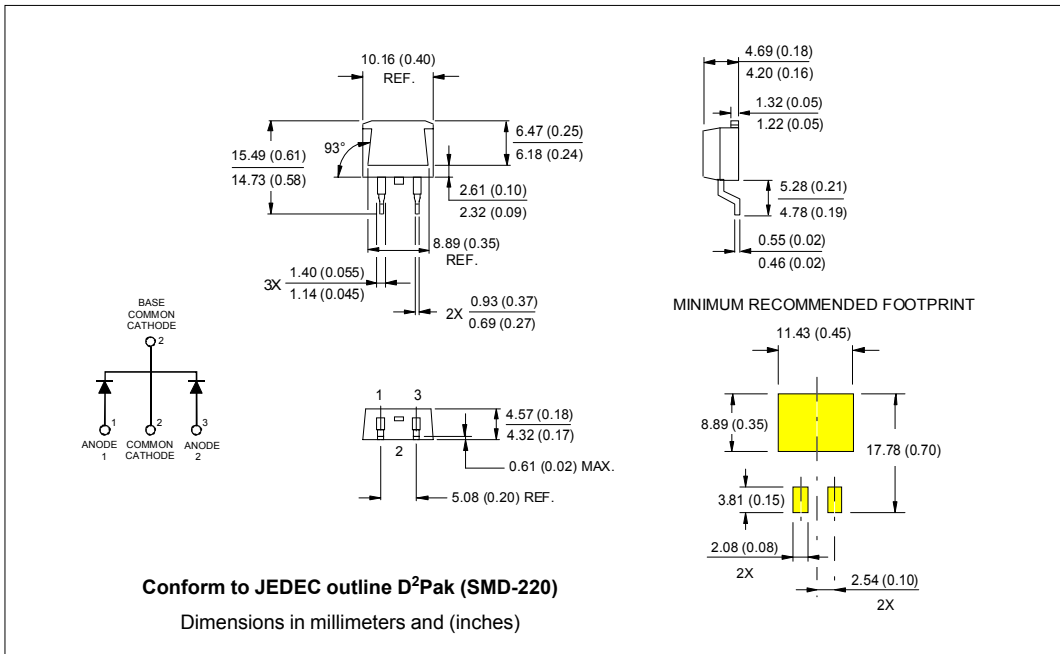 10.16 (0.40)
REF.
4.69 (0.18)
4.20 (0.16)
1.32 (0.05)
1.22 (0.05)
6.47 (0.25)
6.18 (0.24)
15.49 (0.61)
14.73 (0.58)
93°
2.61 (0.10)
2.32 (0.09)
5.28 (0.21)
4.78 (0.19)
8.89 (0.35)
REF.
0.55 (0.02)
0.46 (0.02)
3X
1.40 (0.055)
1.14 (0.045)
2X
0.93 (0.37)
0.69 (0.27)
MINIMUM RECOMMENDED FOOTPRINT
11.43 (0.45)
8.89 (0.35)
17.78 (0.70)
3.81 (0.15)
2.08 (0.08)
2X
2.54 (0.10)
2X
BASE
COMMON
CATHODE
2
1
2
3
ANODE
1
COMMON
CATHODE
ANODE
2
1
3
2
4.57 (0.18)
4.32 (0.17)
0.61 (0.02) MAX.
5.08 (0.20) REF.
Conform to JEDEC outline D²Pak (SMD-220)
Dimensions in millimeters and (inches)